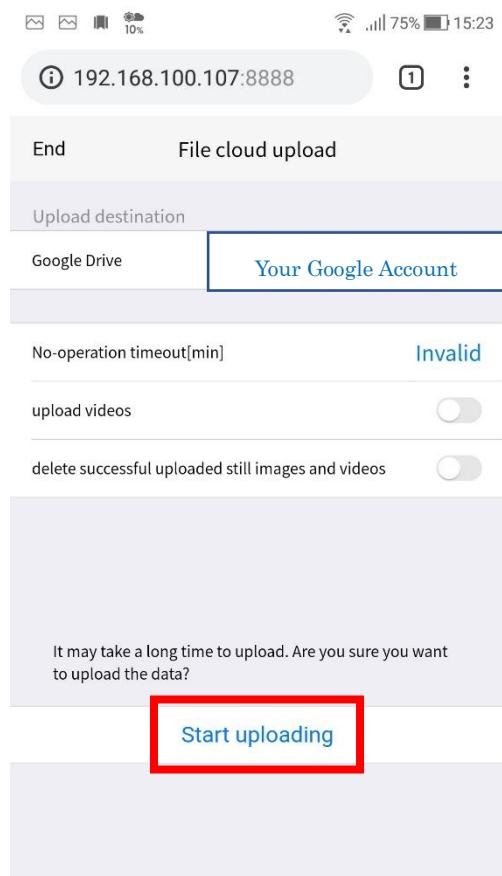 10% 75% 15:23
192.168.100.107:8888 1
End File cloud upload
Upload destination
Google Drive Your Google Account
No-operation timeout[min] Invalid
upload videos
delete successful uploaded still images and videos
It may take a long time to upload. Are you sure you want
to upload the data?
Start uploading